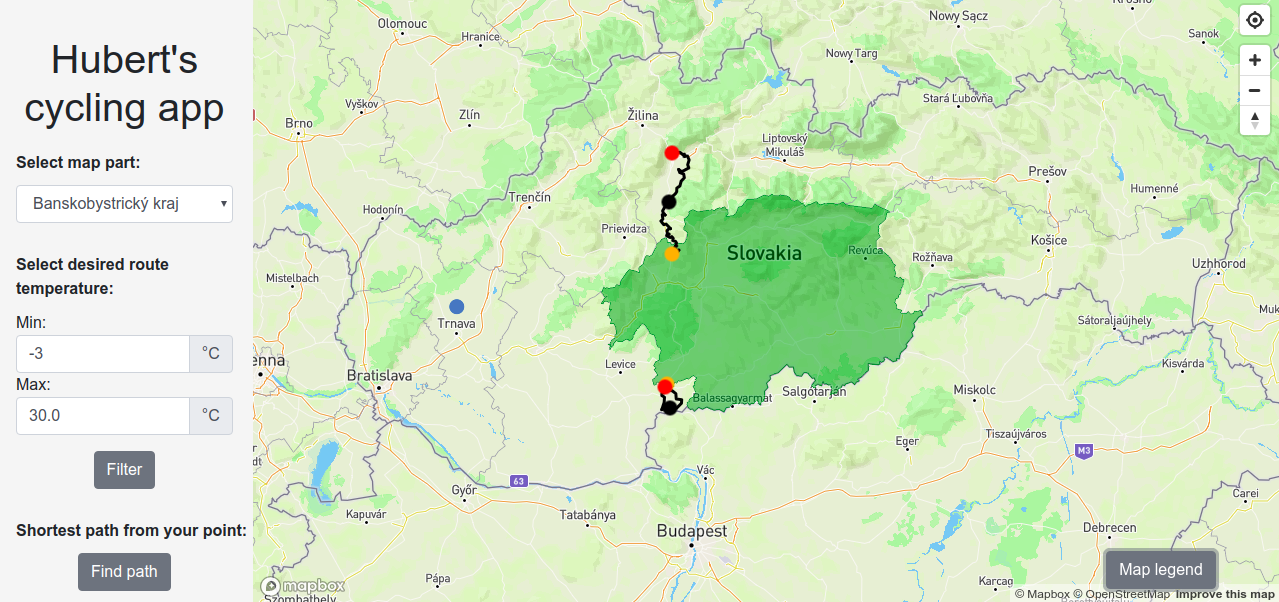 Hubert's
cycling app
Select map part:
Banskobystrický kraj
Select desired route
temperature:
Min:
-3 °C
Max:
30.0 °C
Filter
Shortest path from your point:
Find path
Olomouc
Hranice
Nowy Sącz
Nowy Targ
Sanok
Vyškov
Brno
Zlín
Žilina
Stará Ľubovňa
Liptovský
Mikuláš
Prešov
Humenné
Trenčín
Hodonín
Prievidza
Slovakia
Revúca
Košice
Rožňava
Uzhhorod
Mistelbach
Trnava
Sátoraljaújhely
Levice
Bratislava
Kisvárda
enna
Balassagyarmat
Salgótarján
Miskolc
Eger
Tiszaújváros
M3
Vác
63
Győr
Carei
Kapuvár
Tatabánya
Budapest
Debrecen
Pápa
Karcag
Map legend
mapbox
Szombathely
© Mapbox © OpenStreetMap Improve this map